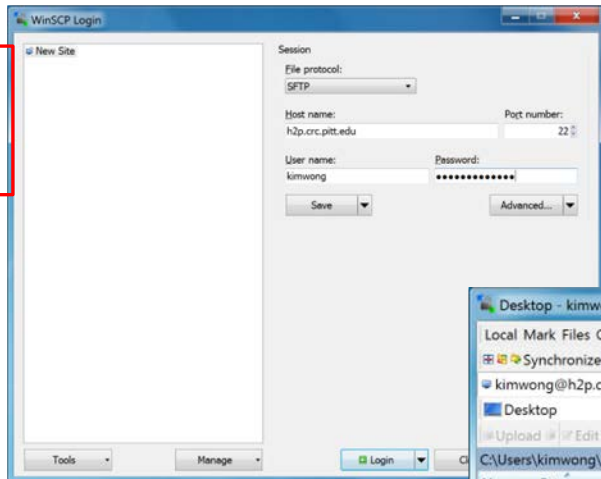 WinSCP Login
New Site
Session
File protocol:
SFTP
Host name: Port number:
h2p.crc.pitt.edu 22
User name: Password:
kimwong ●●●●●●●●●●●●●
Save Advanced...
Tools Manage Login
Desktop - kimw
Local Mark Files
Synchronize
kimwong@h2p.c
Desktop
Upload Edit
C:\Users\kimwong\